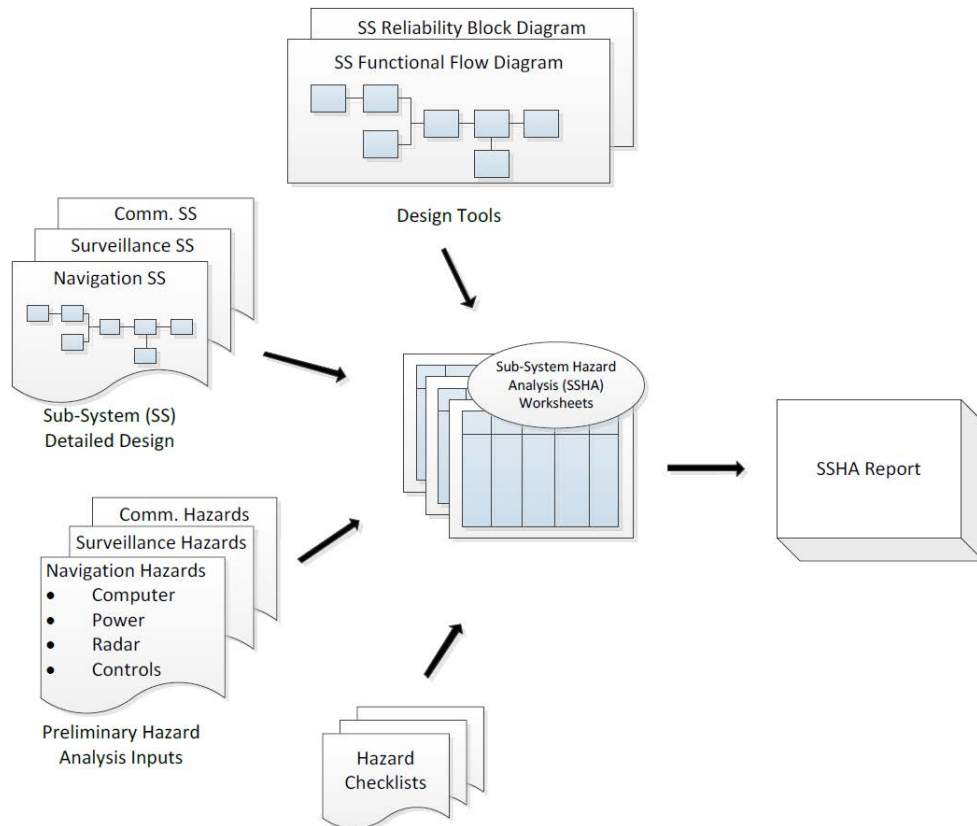 SS Reliability Block Diagram
SS Functional Flow Diagram
Design Tools
Comm. SS
Surveillance SS
Navigation SS
Sub-System (SS)
Detailed Design
Sub-System Hazard
Analysis (SSHA)
Worksheets
SSHA Report
Comm. Hazards
Surveillance Hazards
Navigation Hazards
• Computer
• Power
• Radar
• Controls
Preliminary Hazard
Analysis Inputs
Hazard
Checklists